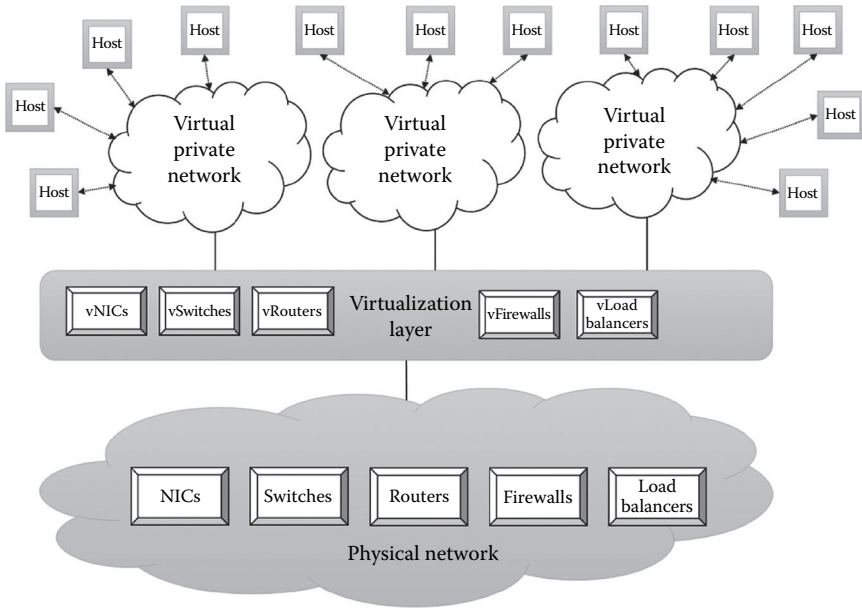 Host
Host
Host
Host
Host
Host
Host
Host
Host
Host
Host
Host
Host
Virtual
private
network
Virtual
private
network
Virtual
private
network
vNICs
vSwitches
vRouters
Virtualization
layer
vFirewalls
vLoad
balancers
NICs
Switches
Routers
Firewalls
Load
balancers
Physical network